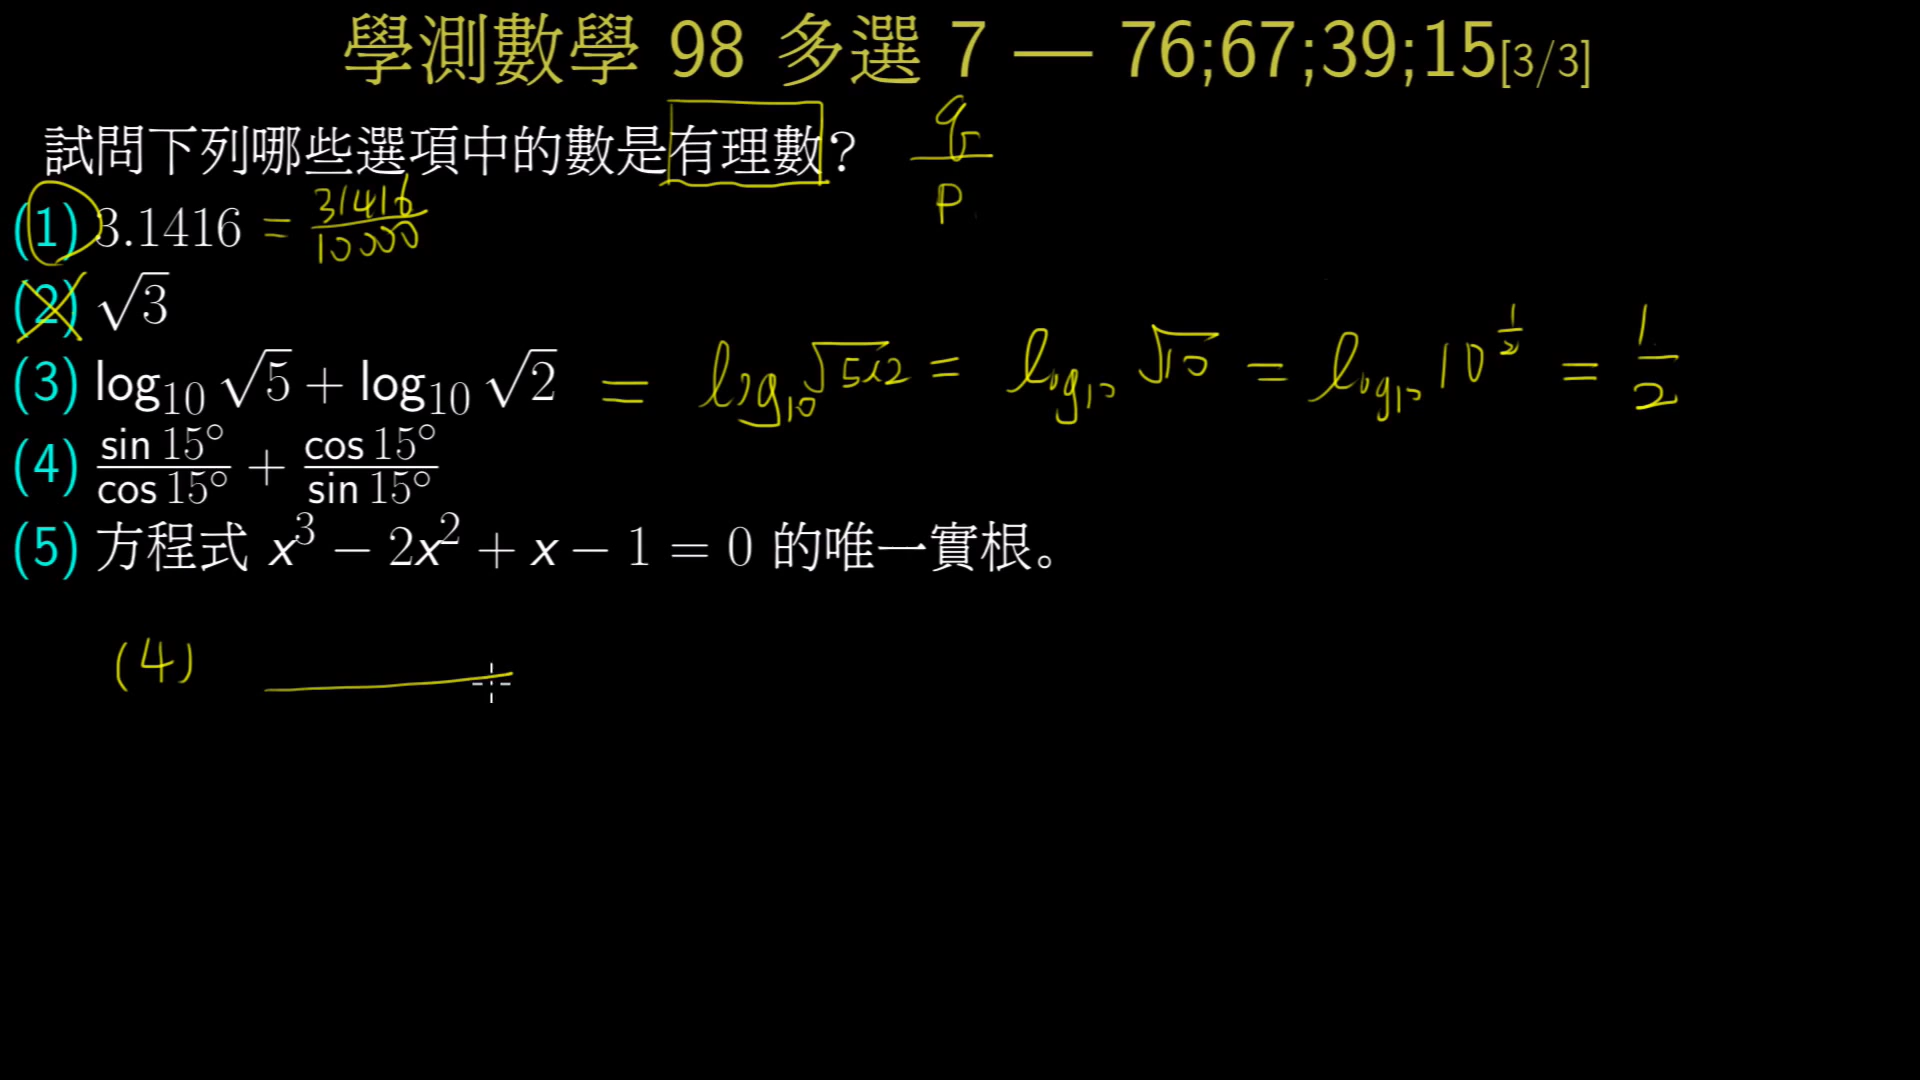 學測數學 98 多選 7 — 76;67;39;15[3/3]
試問下列哪些選項中的數是有理數? q/p
(1) 3.1416 = 31416/10000
(2) √3
(3) log₁₀ √5 + log₁₀ √2 = log₁₀ √5×2 = log₁₀ √10 = log₁₀ 10^(1/2) = 1/2
(4) sin 15°/cos 15° + cos 15°/sin 15°
(5) 方程式 x³ − 2x² + x − 1 = 0 的唯一實根。
(4)